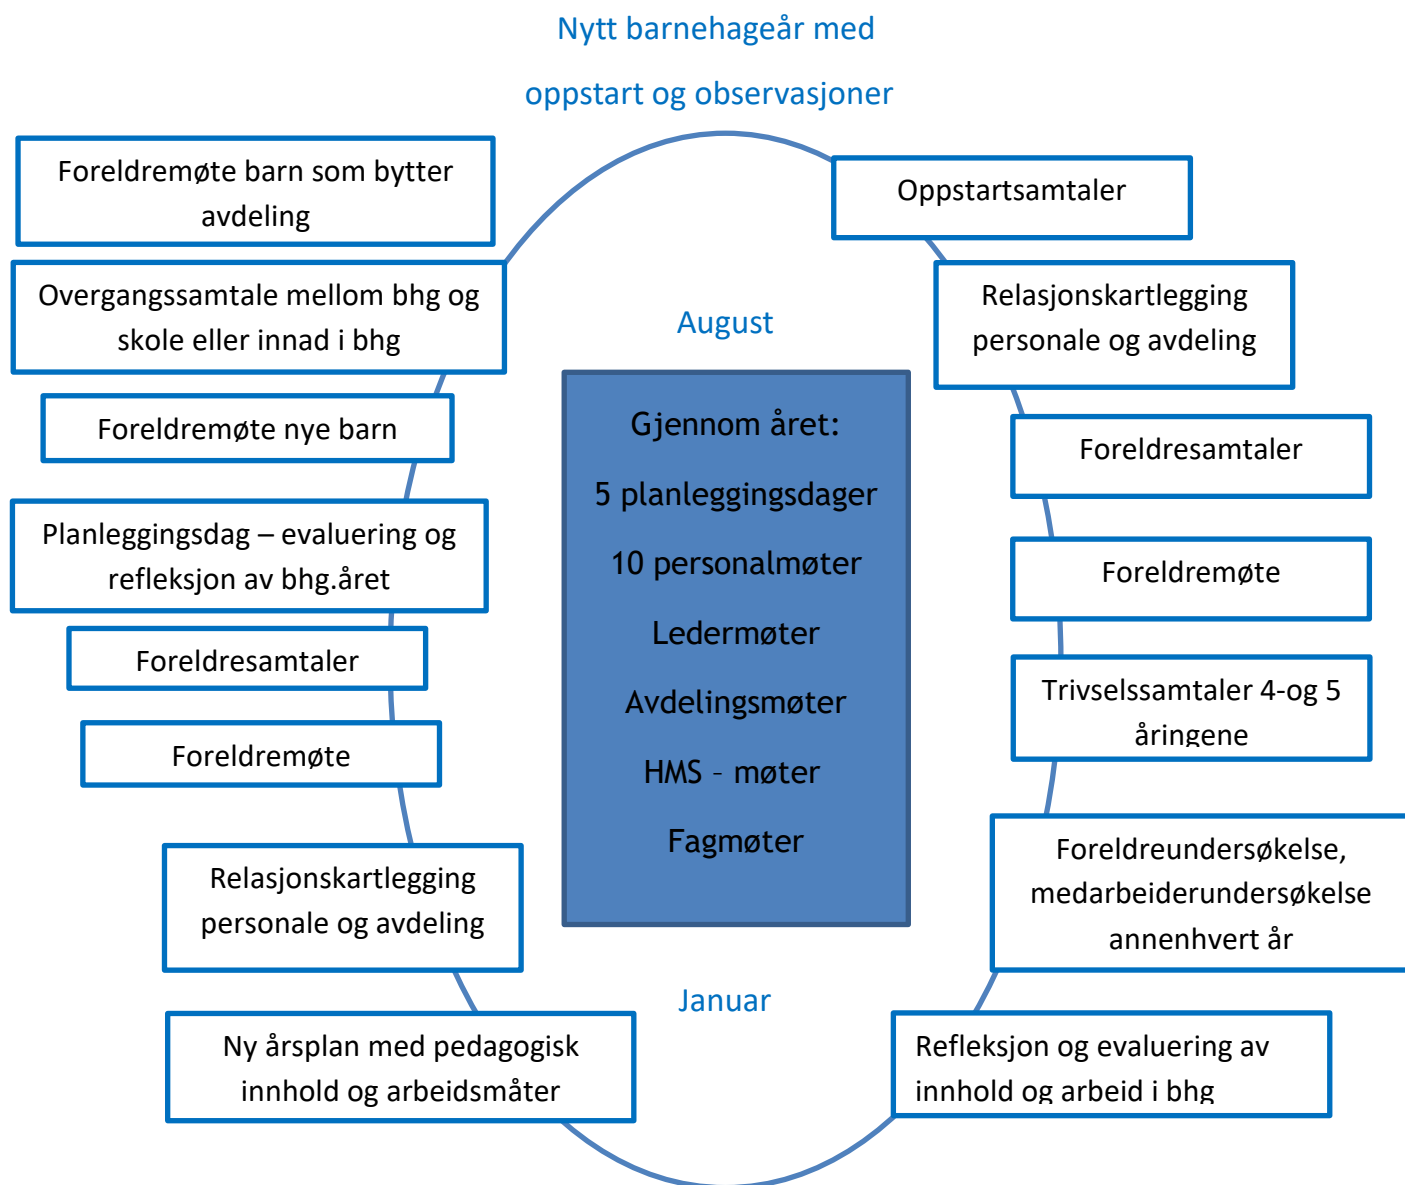 Nytt barnehageår med
oppstart og observasjoner
Foreldremøte barn som bytter
avdeling
Overgangssamtale mellom bhg og
skole eller innad i bhg
Foreldremøte nye barn
Planleggingsdag – evaluering og
refleksjon av bhg.året
Foreldresamtaler
Foreldremøte
Relasjonskartlegging
personale og avdeling
Ny årsplan med pedagogisk
innhold og arbeidsmåter
August
Gjennom året:
5 planleggingsdager
10 personalmøter
Ledermøter
Avdelingsmøter
HMS – møter
Fagmøter
Januar
Oppstartsamtaler
Relasjonskartlegging
personale og avdeling
Foreldresamtaler
Foreldremøte
Trivselssamtaler 4-og 5
åringene
Foreldreundersøkelse,
medarbeiderundersøkelse
annenhvert år
Refleksjon og evaluering av
innhold og arbeid i bhg